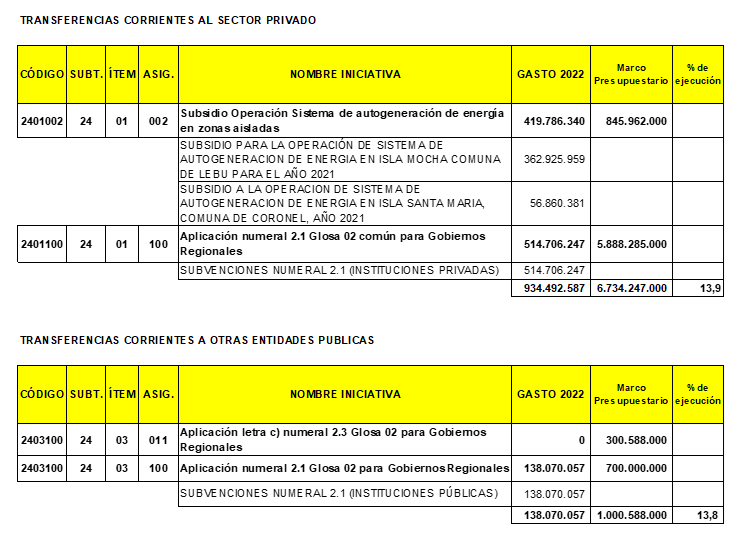 TRANSFERENCIAS CORRIENTES AL SECTOR PRIVADO
CÓDIGO SUBT. ÍTEM ASIG. NOMBRE INICIATIVA GASTO 2022 Marco Presupuestario % de ejecución
2401002 24 01 002 Subsidio Operación Sistema de autogeneración de energía en zonas aisladas 419.786.340 845.962.000
SUBSIDIO PARA LA OPERACIÓN DE SISTEMA DE
AUTOGENERACION DE ENERGIA EN ISLA MOCHA COMUNA 362.925.959
DE LEBU PARA EL AÑO 2021
SUBSIDIO A LA OPERACION DE SISTEMA DE
AUTOGENERACION DE ENERGIA EN ISLA SANTA MARIA, 56.860.381
COMUNA DE CORONEL, AÑO 2021
2401100 24 01 100 Aplicación numeral 2.1 Glosa 02 común para Gobiernos Regionales 514.706.247 5.888.285.000
SUBVENCIONES NUMERAL 2.1 (INSTITUCIONES PRIVADAS) 514.706.247
934.492.587 6.734.247.000 13,9
TRANSFERENCIAS CORRIENTES A OTRAS ENTIDADES PUBLICAS
CÓDIGO SUBT. ÍTEM ASIG. NOMBRE INICIATIVA GASTO 2022 Marco Presupuestario % de ejecución
2403100 24 03 011 Aplicación letra c) numeral 2.3 Glosa 02 para Gobiernos Regionales 0 300.588.000
2403100 24 03 100 Aplicación numeral 2.1 Glosa 02 para Gobiernos Regionales 138.070.057 700.000.000
SUBVENCIONES NUMERAL 2.1 (INSTITUCIONES PÚBLICAS) 138.070.057
138.070.057 1.000.588.000 13,8